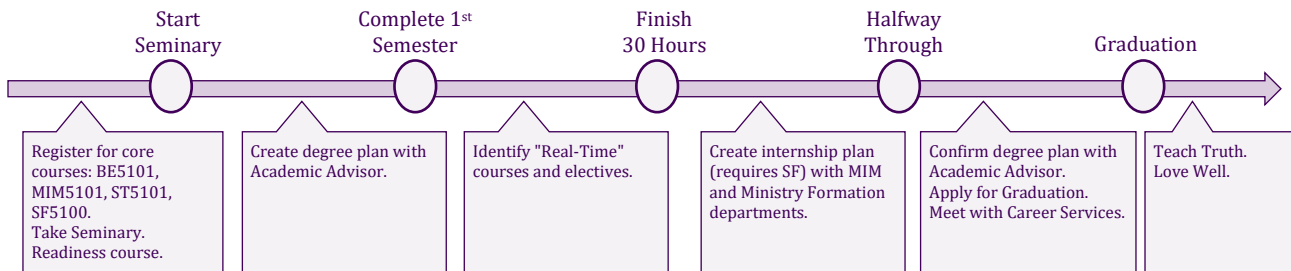 Start
Seminary
Complete 1st
Semester
Finish
30 Hours
Halfway
Through
Graduation
Register for core
courses: BE5101,
MIM5101, ST5101,
SF5100.
Take Seminary.
Readiness course.
Create degree plan with
Academic Advisor.
Identify "Real-Time"
courses and electives.
Create internship plan
(requires SF) with MIM
and Ministry Formation
departments.
Confirm degree plan with
Academic Advisor.
Apply for Graduation.
Meet with Career Services.
Teach Truth.
Love Well.